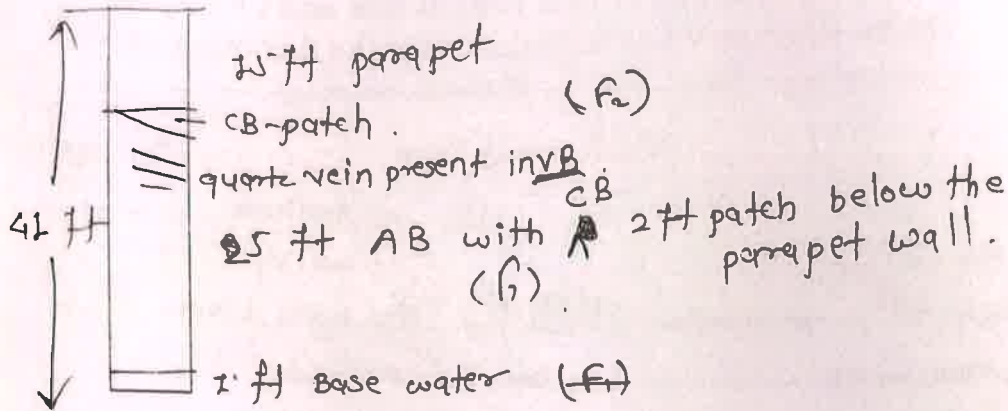 15 ft parapet
(F2)
CB-patch.
quartz vein present in VB
CB
41 ft
25 ft AB with 2 ft patch below the
parapet wall.
(F1)
1 ft Base water (F1)